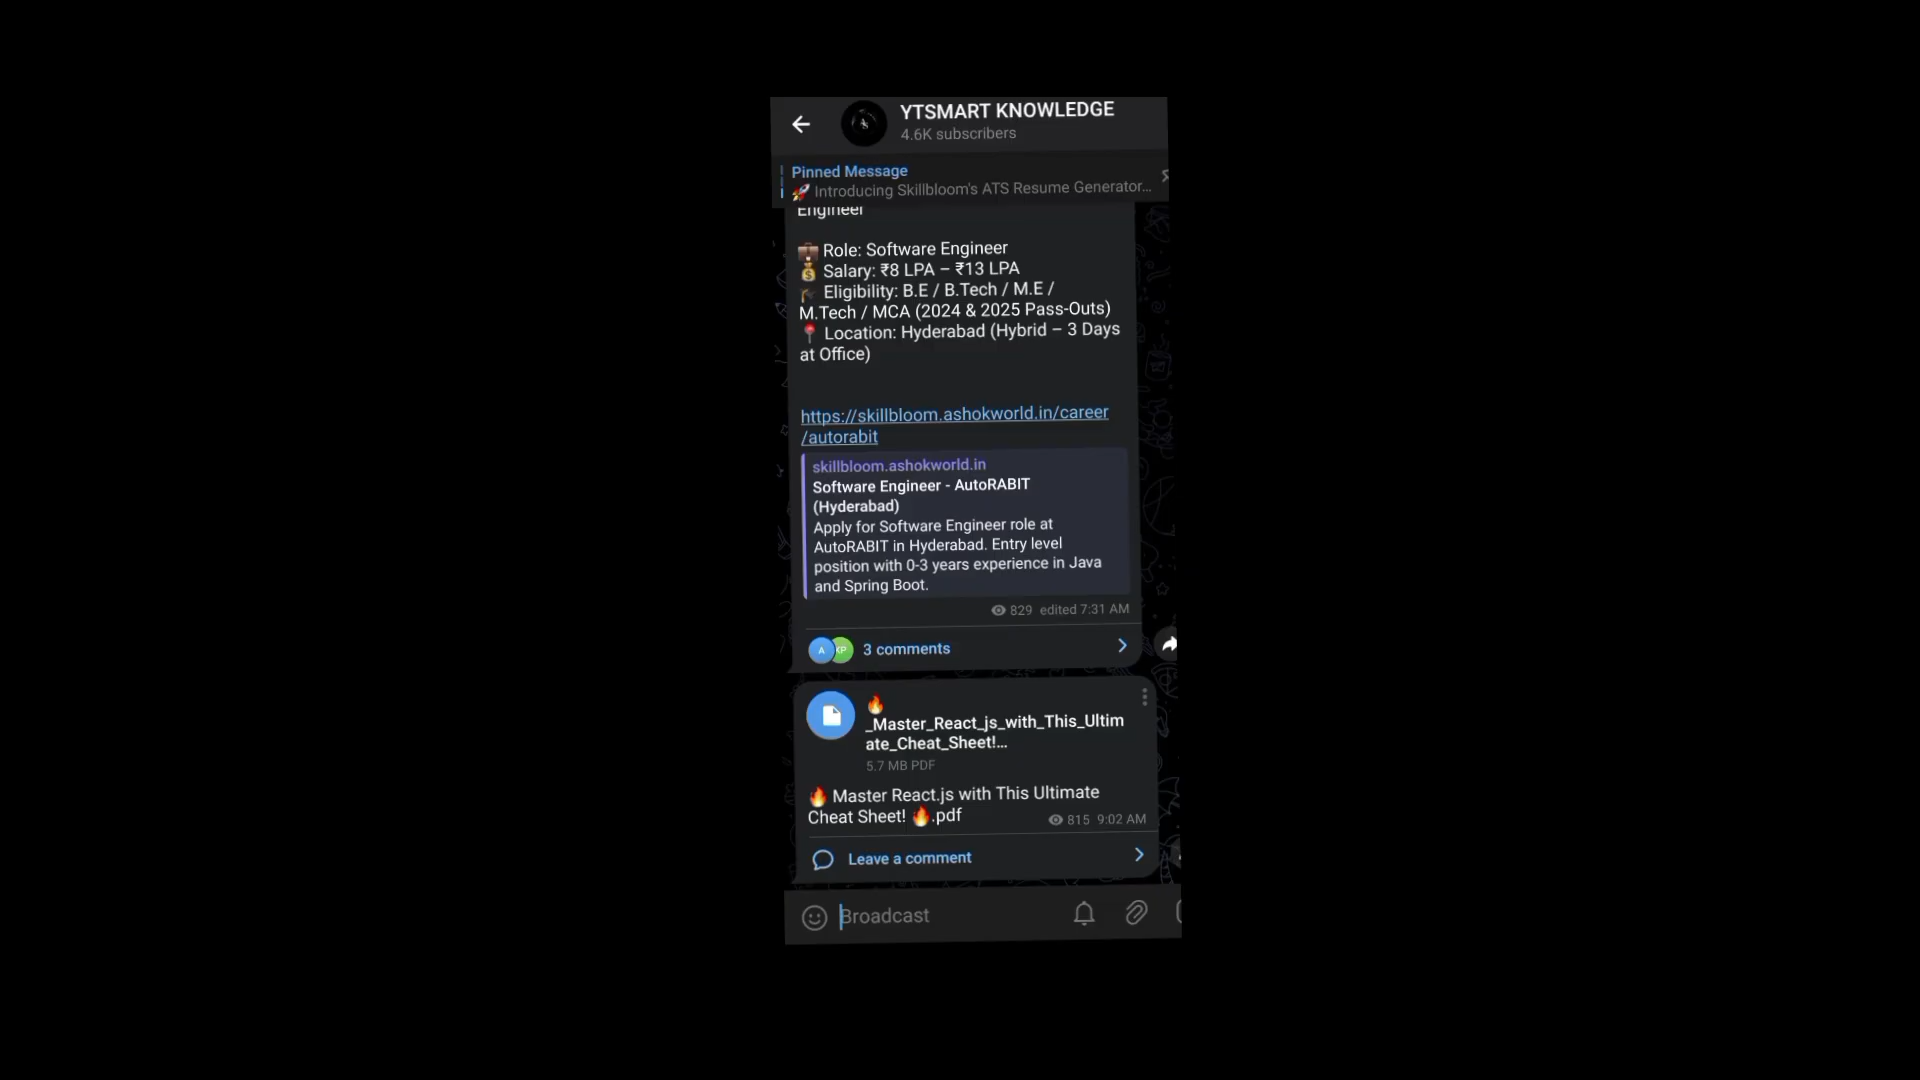 YTSMART KNOWLEDGE
4.6K subscribers
Pinned Message
🚀 Introducing Skillbloom's ATS Resume Generator...
Engineer
💼 Role: Software Engineer
💰 Salary: ₹8 LPA – ₹13 LPA
🎓 Eligibility: B.E / B.Tech / M.E /
M.Tech / MCA (2024 & 2025 Pass-Outs)
📍 Location: Hyderabad (Hybrid – 3 Days
at Office)
https://skillbloom.ashokworld.in/career
/autorabit
skillbloom.ashokworld.in
Software Engineer - AutoRABIT
(Hyderabad)
Apply for Software Engineer role at
AutoRABIT in Hyderabad. Entry level
position with 0-3 years experience in Java
and Spring Boot.
829 edited 7:31 AM
A KP 3 comments
🔥
_Master_React_js_with_This_Ultim
ate_Cheat_Sheet!...
5.7 MB PDF
🔥 Master React.js with This Ultimate
Cheat Sheet! 🔥.pdf
815 9:02 AM
Leave a comment
Broadcast